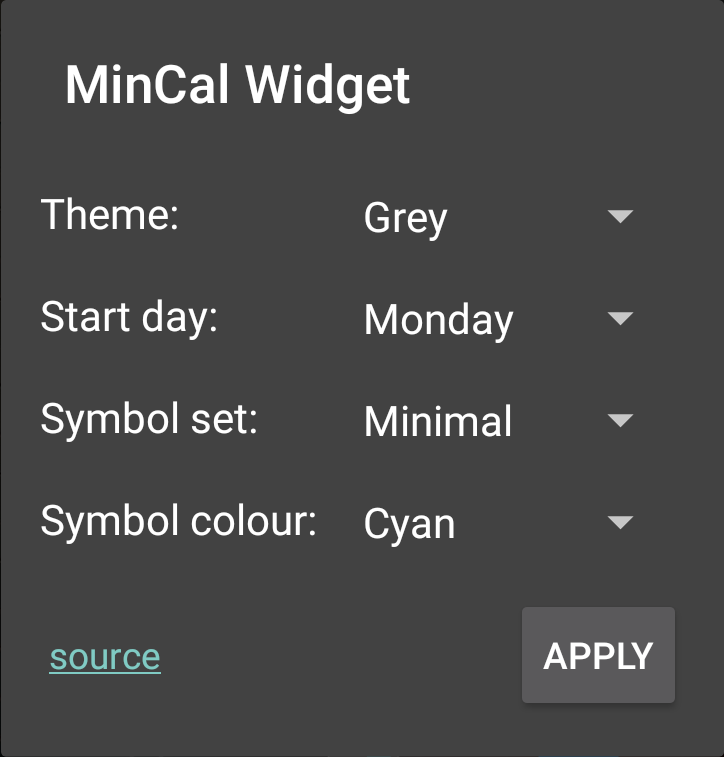 MinCal Widget
Theme: Grey
Start day: Monday
Symbol set: Minimal
Symbol colour: Cyan
source APPLY